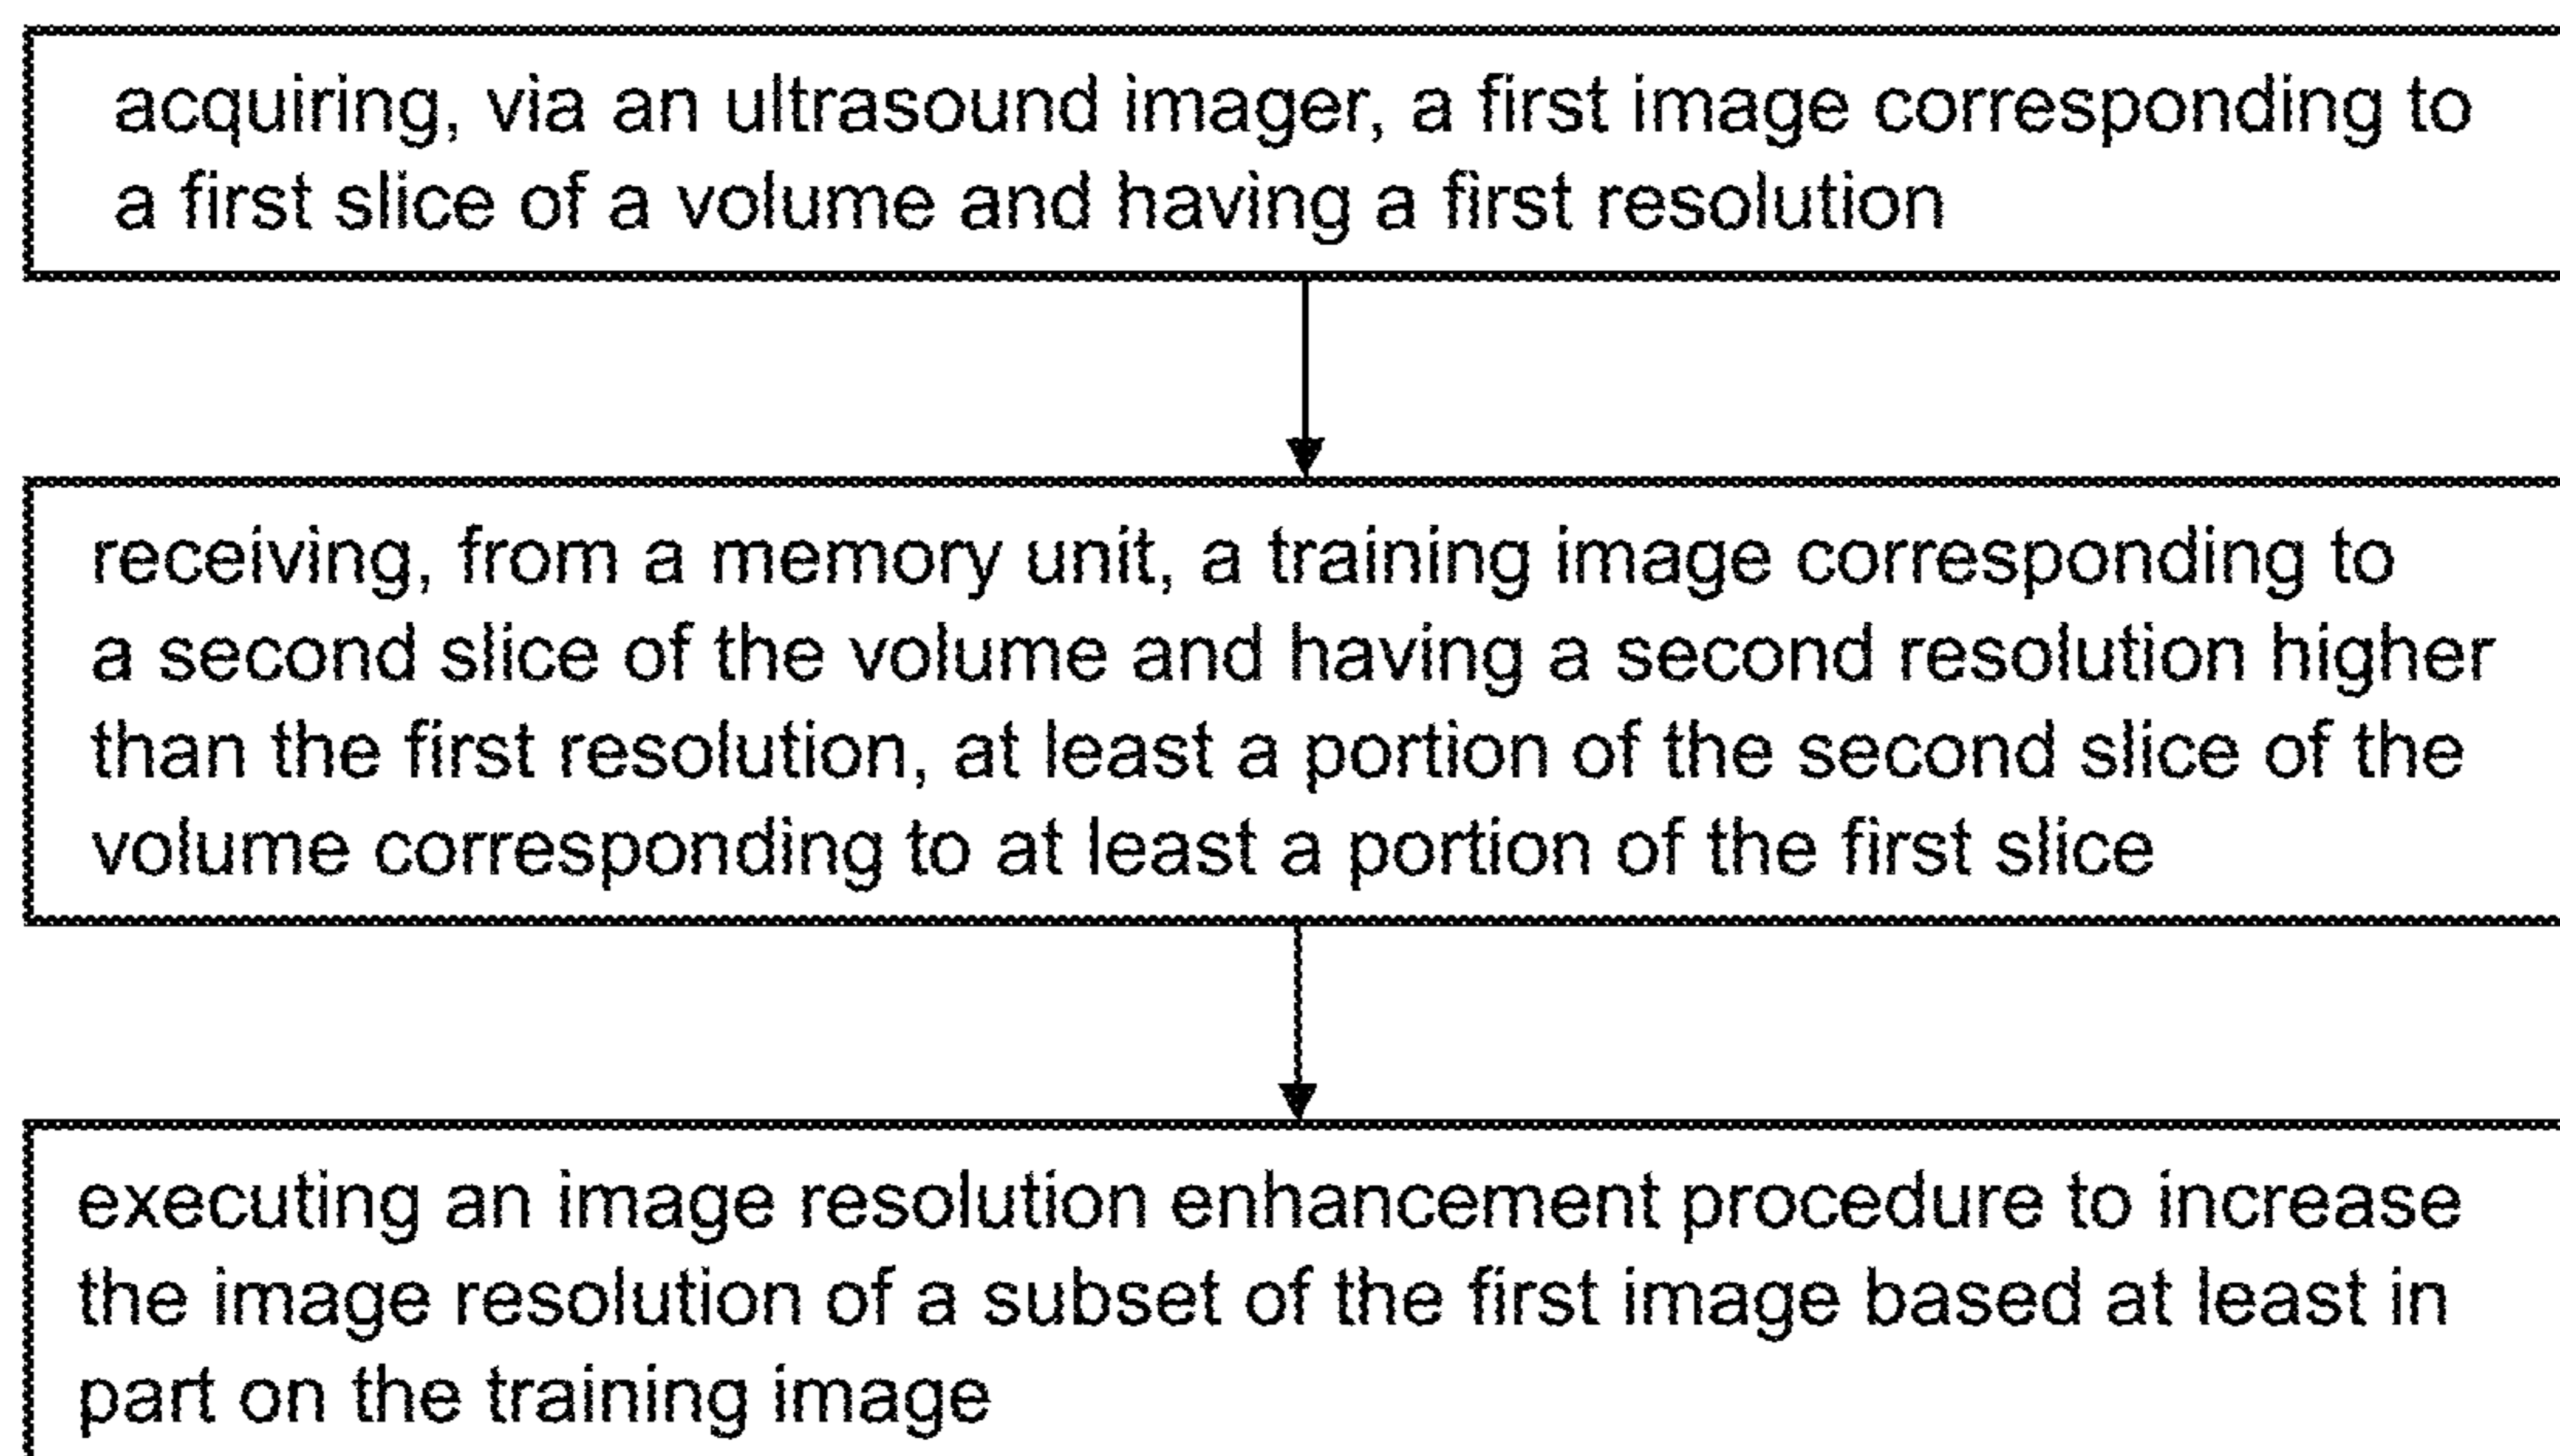 acquiring, via an ultrasound imager, a first image corresponding to
a first slice of a volume and having a first resolution
receiving, from a memory unit, a training image corresponding to
a second slice of the volume and having a second resolution higher
than the first resolution, at least a portion of the second slice of the
volume corresponding to at least a portion of the first slice
executing an image resolution enhancement procedure to increase
the image resolution of a subset of the first image based at least in
part on the training image